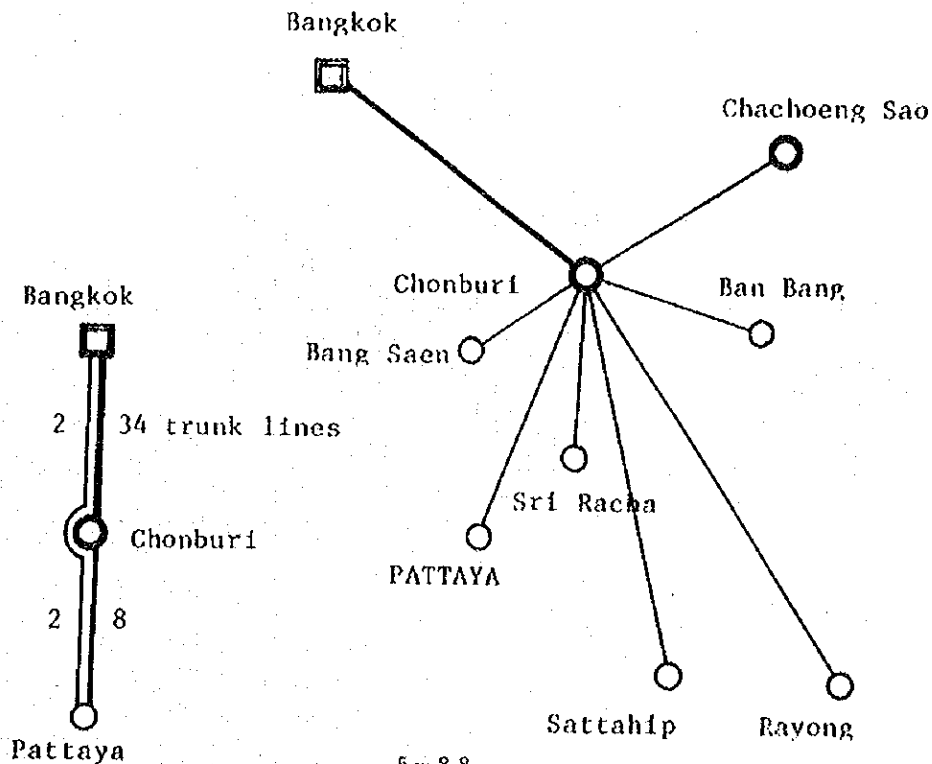 Bangkok
Chachoeng Sao
Chonburi
Ban Bang
Bang Saen
Sri Racha
PATTAYA
Sattahip
Rayong
Bangkok
2 34 trunk lines
Chonburi
2 8
Pattaya